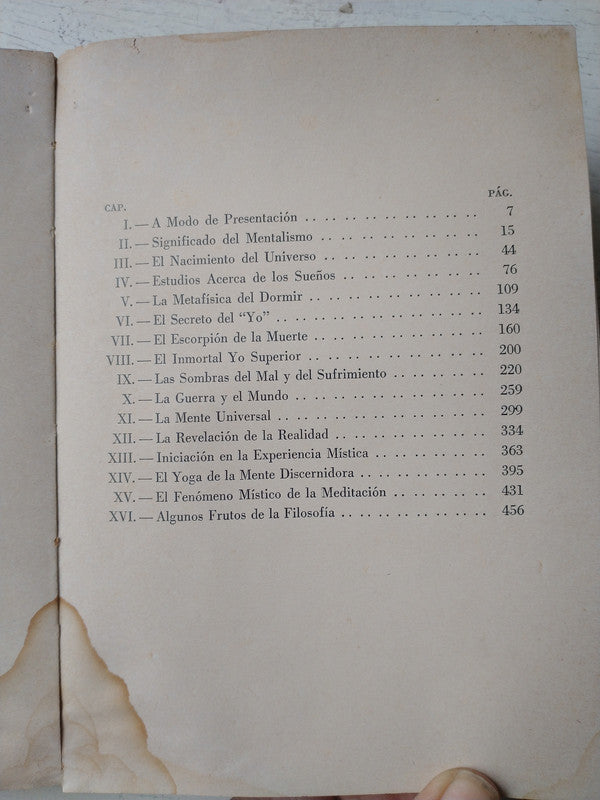 CAP. PÁG.
I. — A Modo de Presentación . . . . . . . . . . . . . . 7
II. — Significado del Mentalismo . . . . . . . . . . . . . 15
III. — El Nacimiento del Universo . . . . . . . . . . . . . 44
IV. — Estudios Acerca de los Sueños . . . . . . . . . . . . 76
V. — La Metafísica del Dormir . . . . . . . . . . . . . . 109
VI. — El Secreto del "Yo" . . . . . . . . . . . . . . . . 134
VII. — El Escorpión de la Muerte . . . . . . . . . . . . . 160
VIII. — El Inmortal Yo Superior . . . . . . . . . . . . . . 200
IX. — Las Sombras del Mal y del Sufrimiento . . . . . . . . 220
X. — La Guerra y el Mundo . . . . . . . . . . . . . . . 259
XI. — La Mente Universal . . . . . . . . . . . . . . . . 299
XII. — La Revelación de la Realidad . . . . . . . . . . . . 334
XIII. — Iniciación en la Experiencia Mística . . . . . . . . . 363
XIV. — El Yoga de la Mente Discernidora . . . . . . . . . . 395
XV. — El Fenómeno Místico de la Meditación . . . . . . . . 431
XVI. — Algunos Frutos de la Filosofía . . . . . . . . . . . . 456